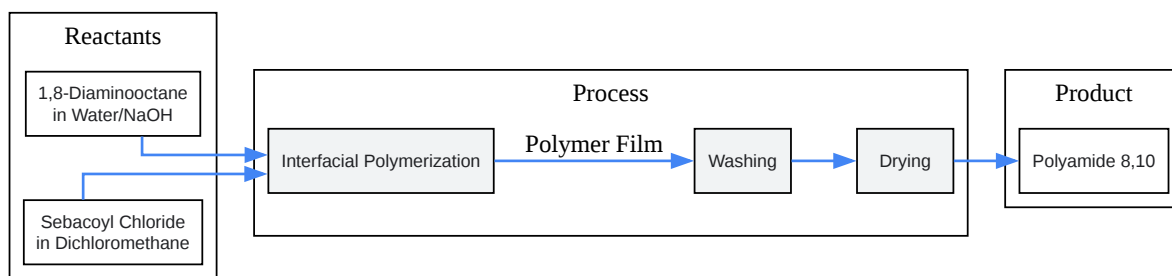 Reactants
1,8-Diaminooctane
in Water/NaOH
Sebacoyl Chloride
in Dichloromethane
Process
Interfacial Polymerization
Polymer Film
Washing
Drying
Product
Polyamide 8,10